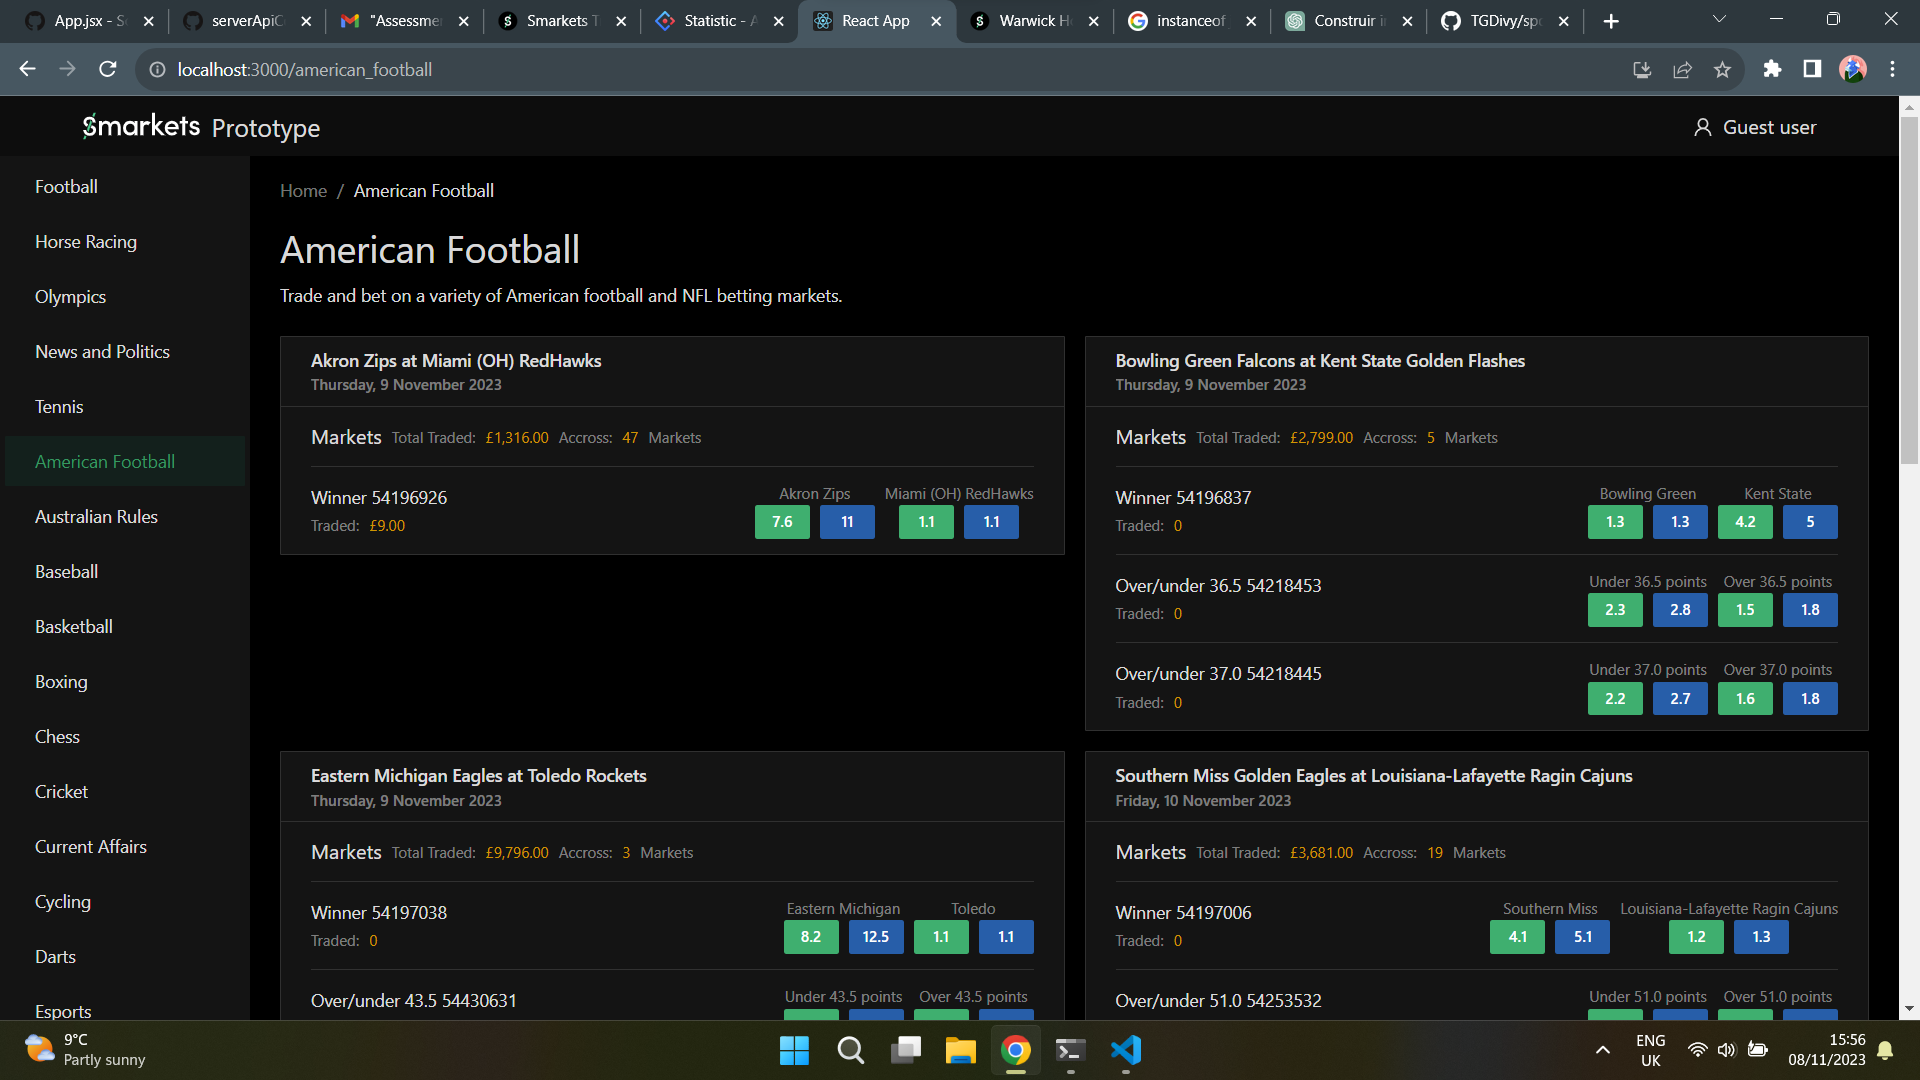 App.jsx - S
serverApiC
"Assessme
Smarkets T
Statistic - A
React App
Warwick H
instanceof
Construir i
TGDivy/sp
localhost:3000/american_football
Smarkets Prototype
Guest user
Football
Horse Racing
Olympics
News and Politics
Tennis
American Football
Australian Rules
Baseball
Basketball
Boxing
Chess
Cricket
Current Affairs
Cycling
Darts
Esports
Home / American Football
American Football
Trade and bet on a variety of American football and NFL betting markets.
Akron Zips at Miami (OH) RedHawks
Thursday, 9 November 2023
Markets Total Traded: £1,316.00 Accross: 47 Markets
Winner 54196926
Traded: £9.00
Akron Zips Miami (OH) RedHawks
7.6 11 1.1 1.1
Bowling Green Falcons at Kent State Golden Flashes
Thursday, 9 November 2023
Markets Total Traded: £2,799.00 Accross: 5 Markets
Winner 54196837
Traded: 0
Bowling Green Kent State
1.3 1.3 4.2 5
Over/under 36.5 54218453
Traded: 0
Under 36.5 points Over 36.5 points
2.3 2.8 1.5 1.8
Over/under 37.0 54218445
Traded: 0
Under 37.0 points Over 37.0 points
2.2 2.7 1.6 1.8
Eastern Michigan Eagles at Toledo Rockets
Thursday, 9 November 2023
Markets Total Traded: £9,796.00 Accross: 3 Markets
Winner 54197038
Traded: 0
Eastern Michigan Toledo
8.2 12.5 1.1 1.1
Over/under 43.5 54430631
Under 43.5 points Over 43.5 points
Southern Miss Golden Eagles at Louisiana-Lafayette Ragin Cajuns
Friday, 10 November 2023
Markets Total Traded: £3,681.00 Accross: 19 Markets
Winner 54197006
Traded: 0
Southern Miss Louisiana-Lafayette Ragin Cajuns
4.1 5.1 1.2 1.3
Over/under 51.0 54253532
Under 51.0 points Over 51.0 points
9°C
Partly sunny
ENG
UK
15:56
08/11/2023